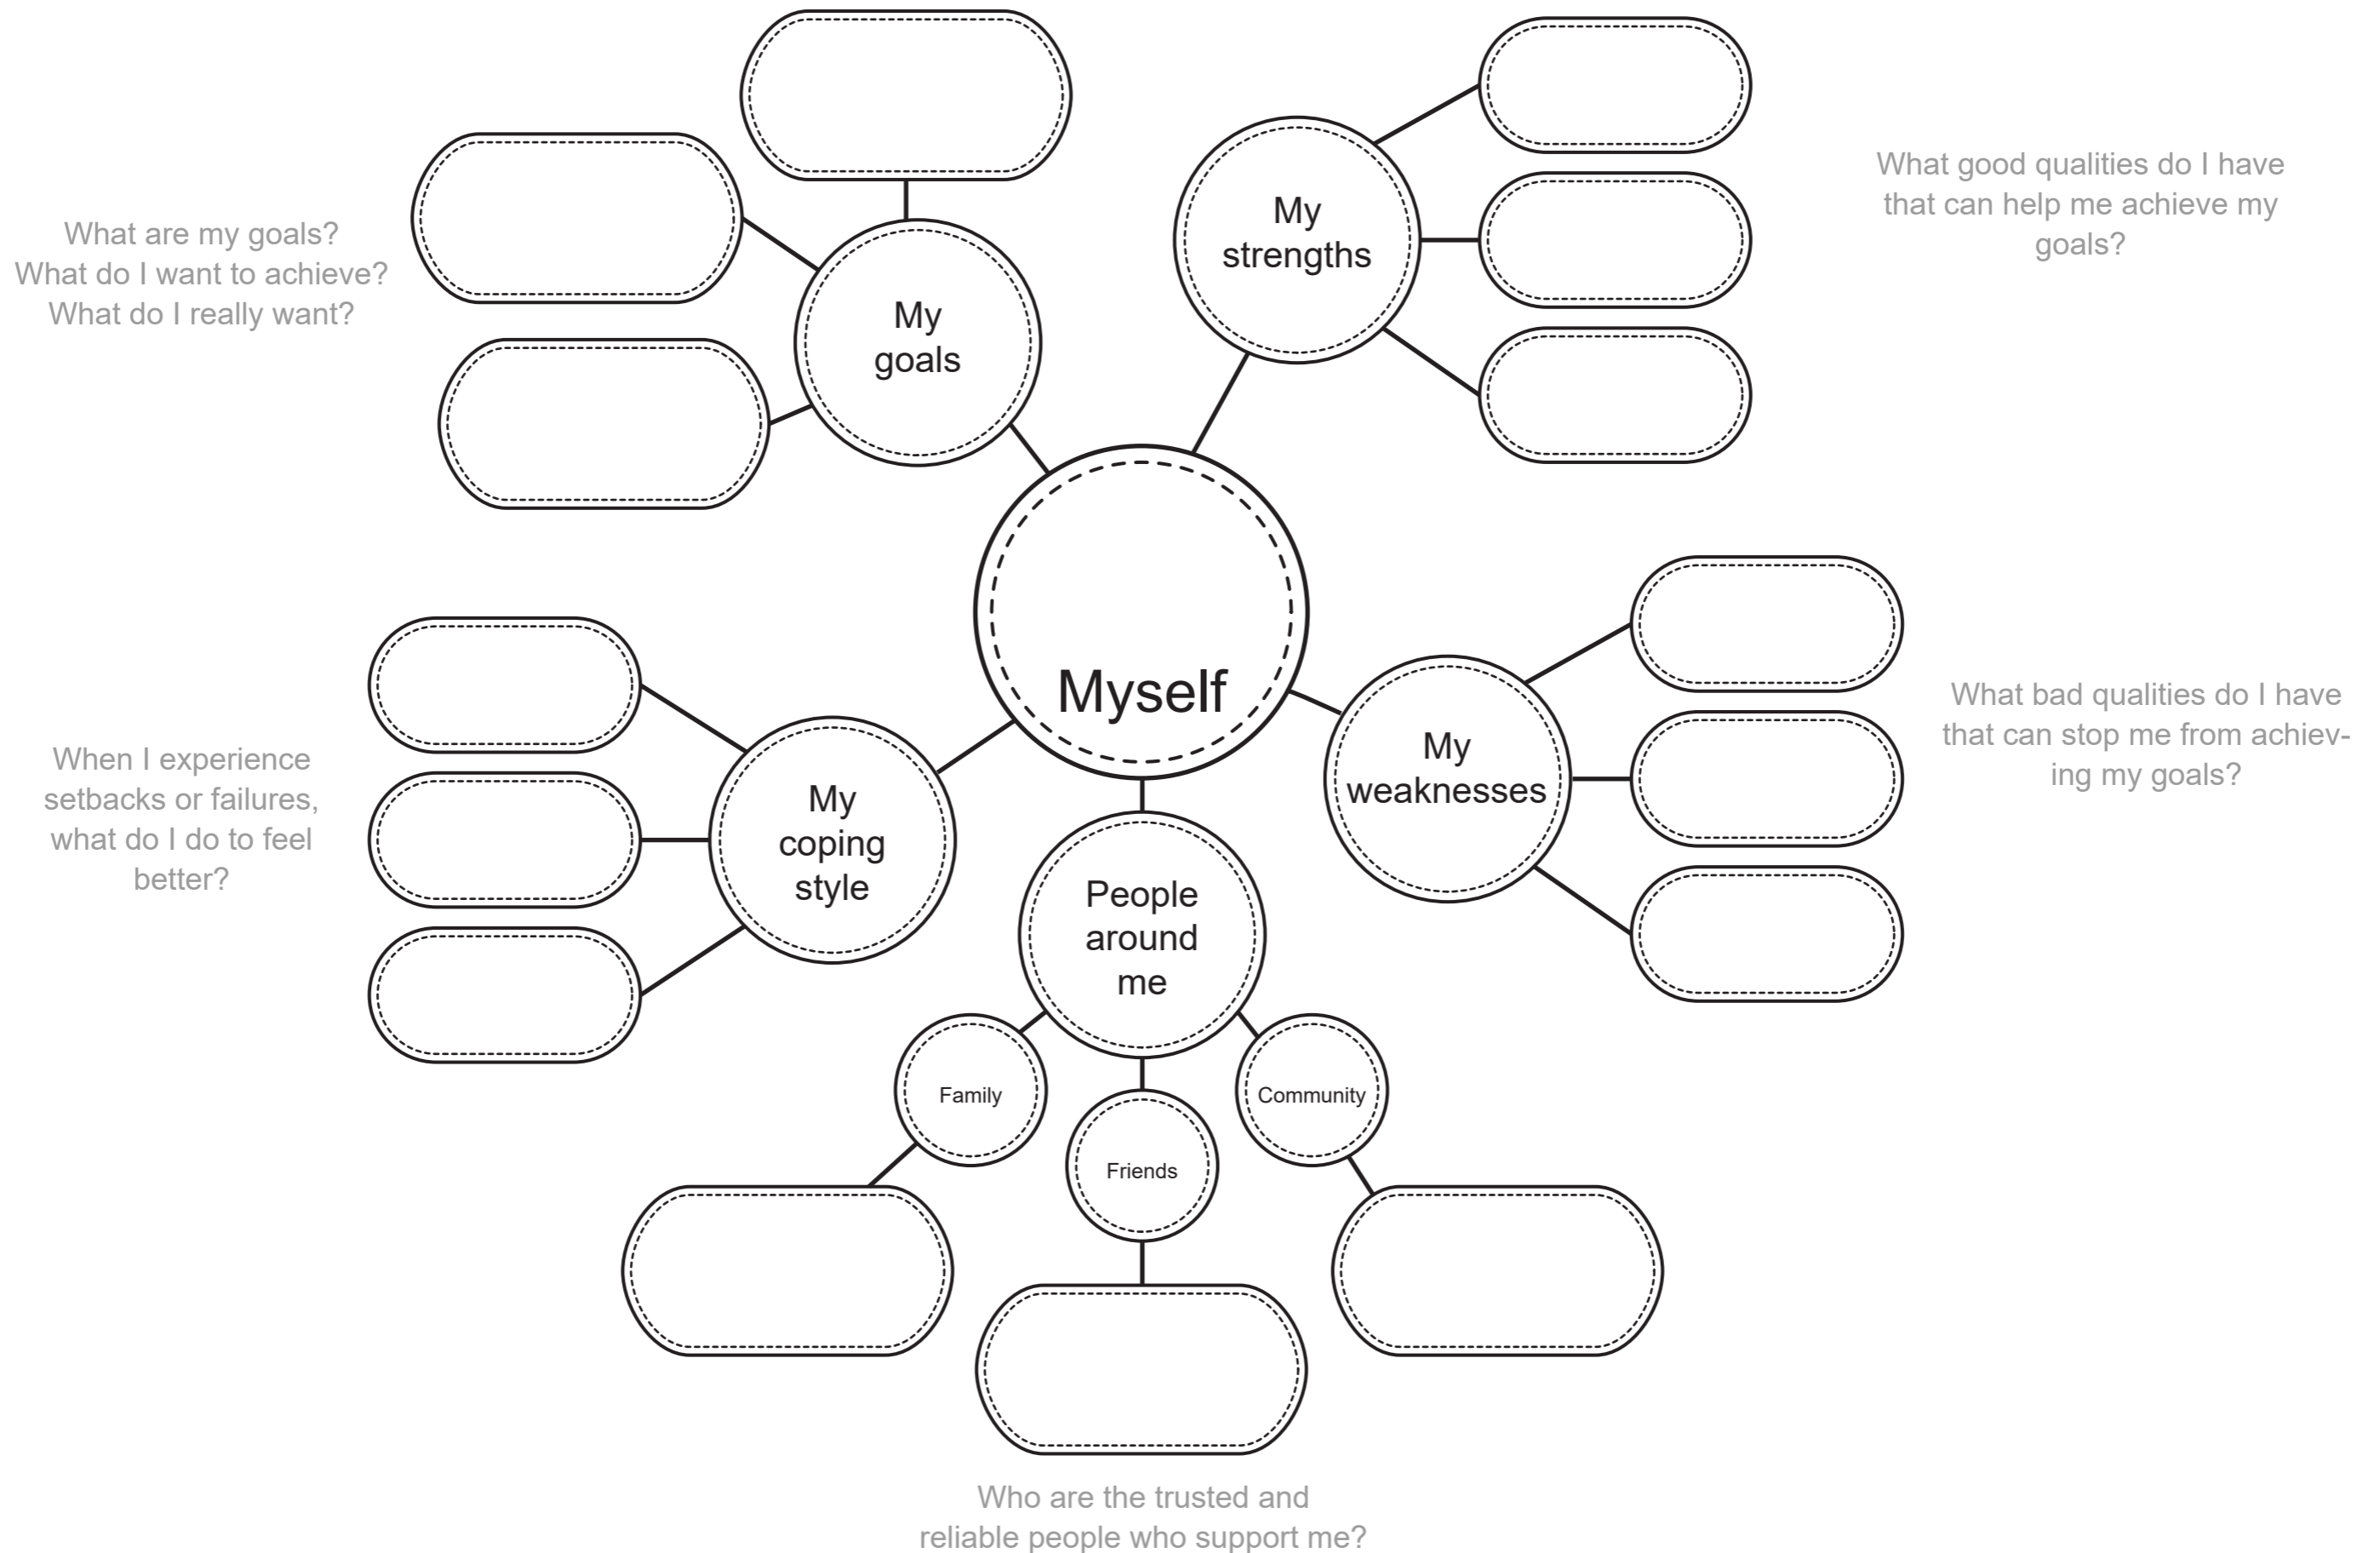 What are my goals?
What do I want to achieve?
What do I really want?
My
goals
My
strengths
What good qualities do I have
that can help me achieve my
goals?
Myself
When I experience
setbacks or failures,
what do I do to feel
better?
My
coping
style
My
weaknesses
What bad qualities do I have
that can stop me from achiev-
ing my goals?
People
around
me
Family
Friends
Community
Who are the trusted and
reliable people who support me?